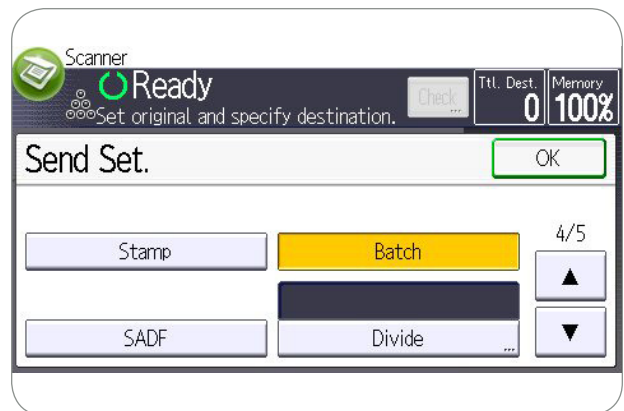 Scanner
Ready
Set original and specify destination.
Check...
Ttl. Dest.
0
Memory
100%
Send Set.
OK
Stamp
Batch
4/5
▲
SADF
Divide...
▼